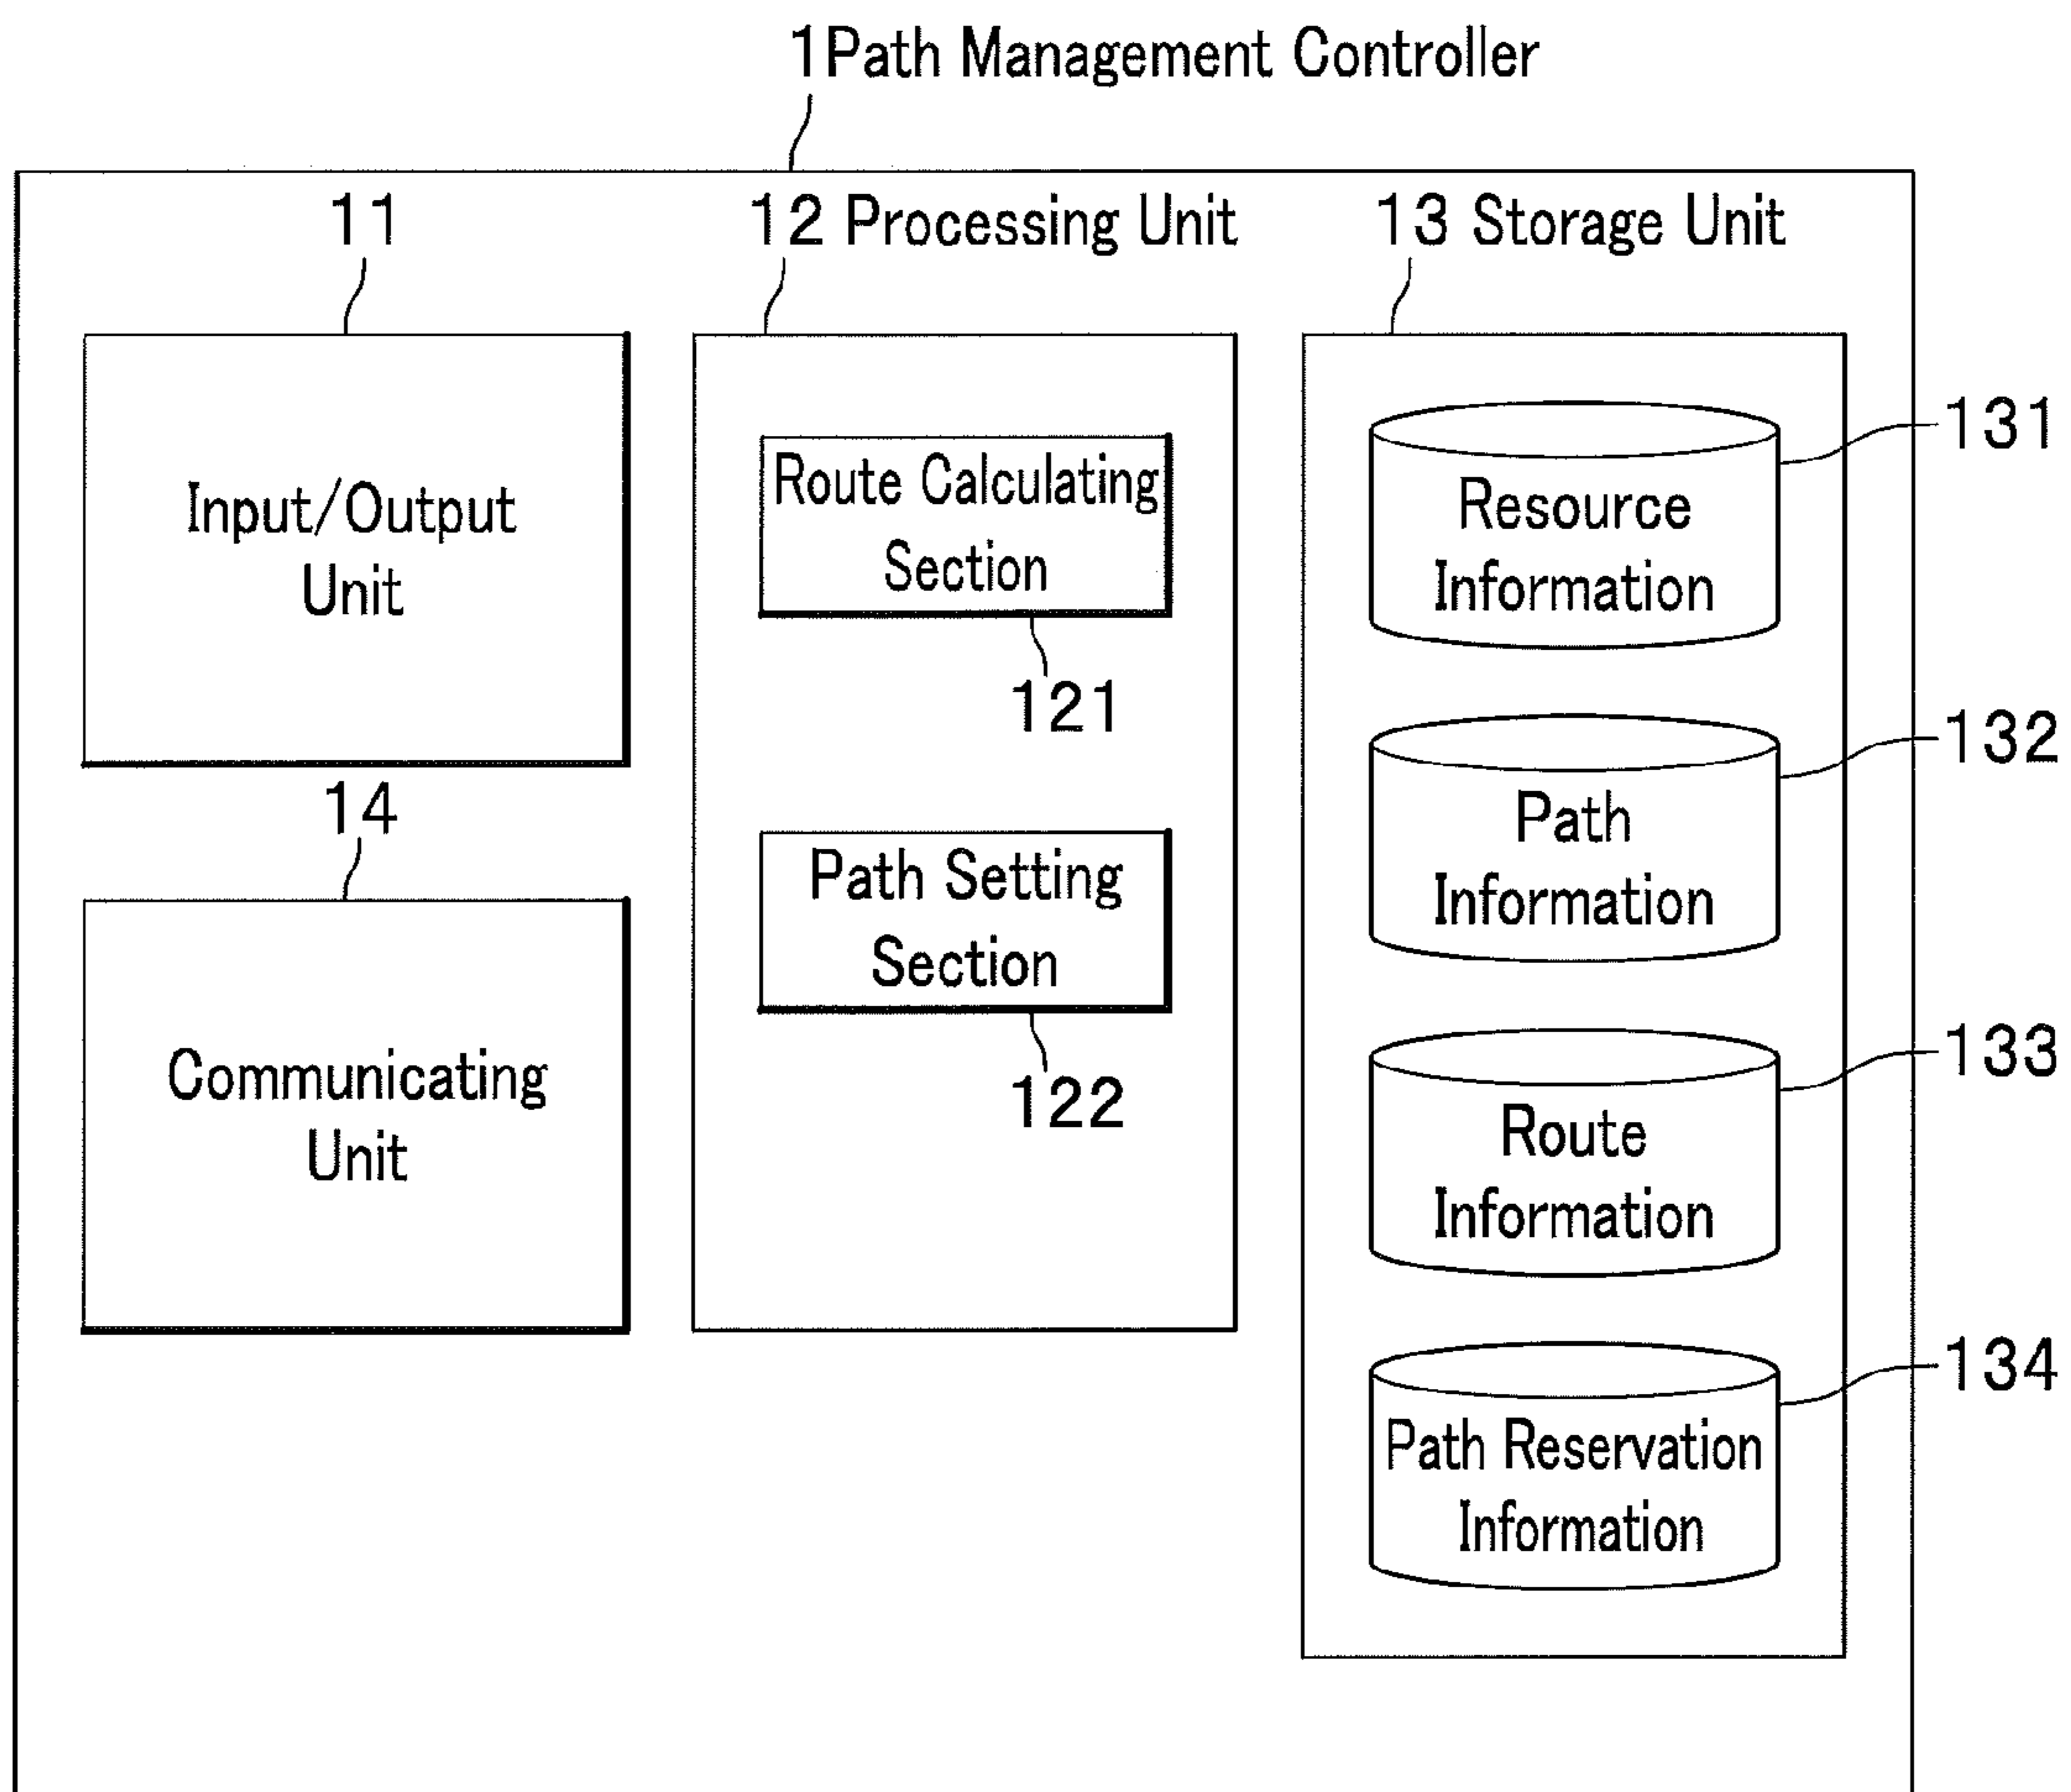 1Path Management Controller
11
12 Processing Unit
13 Storage Unit
Input/Output
Unit
14
Communicating
Unit
Route Calculating
Section
121
Path Setting
Section
122
Resource
Information
131
Path
Information
132
Route
Information
133
Path Reservation
Information
134